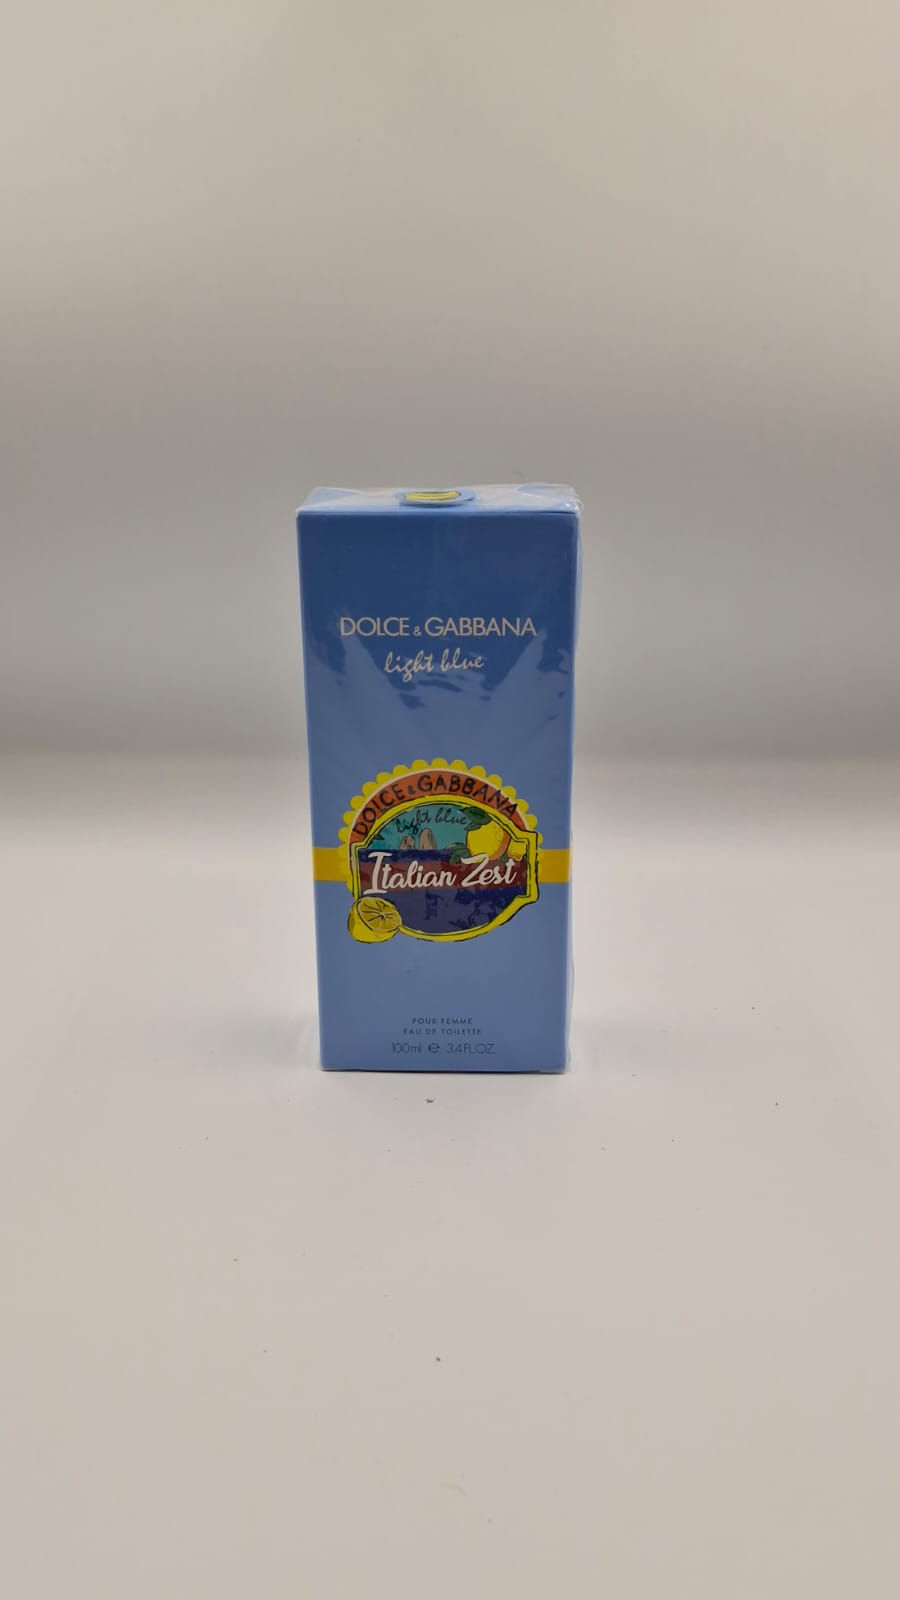 DOLCE & GABBANA
light blue
DOLCE & GABBANA
light blue
Italian Zest
POUR FEMME
EAU DE TOILETTE
100ml ℮ 3.4FL.OZ.